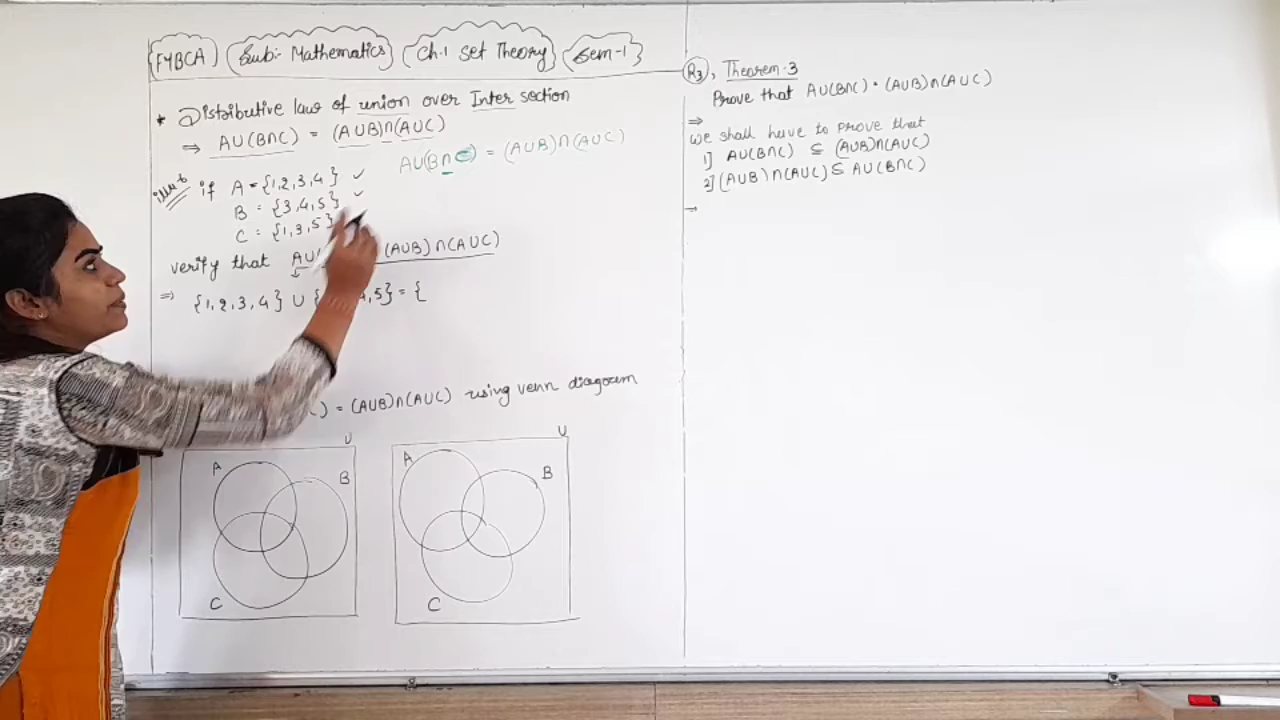 FYBCA Sub:- Mathematics Ch.1 Set Theory Sem-1
* Distributive law of union over Inter section
⇒ AU(B∩C) = (AUB)∩(AUC)
AU(B∩C) = (AUB)∩(AUC)
if A = {1,2,3,4} ✓
B = {3,4,5} ✓
C = {1,3,5}
verify that AU( (AUB)∩(AUC)
⇒ {1,2,3,4} U { 4,5} = {
) = (AUB)∩(AUC) using venn diagram
U
A
B
C
U
A
B
C
R3, Theorem-3
Prove that AU(B∩C) = (AUB)∩(AUC)
⇒
we shall have to prove that
1] AU(B∩C) ⊆ (AUB)∩(AUC)
2] (AUB)∩(AUC) ⊆ AU(B∩C)
→